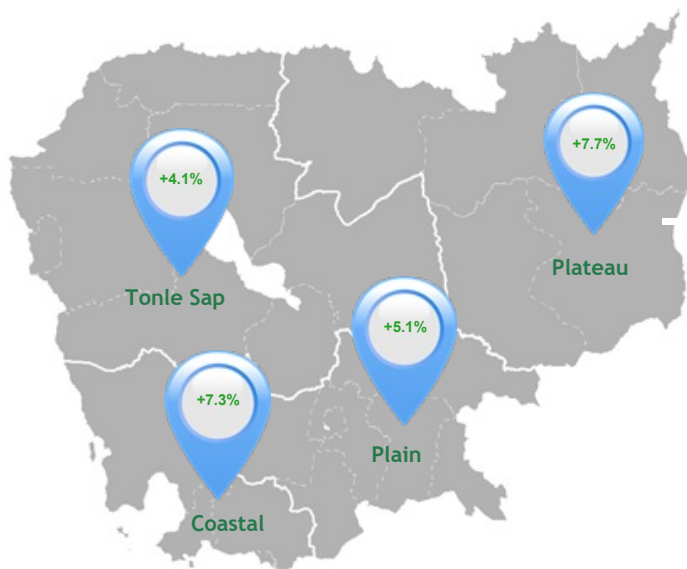 +7.7%
Plateau
+4.1%
Tonle Sap
+5.1%
Plain
+7.3%
Coastal